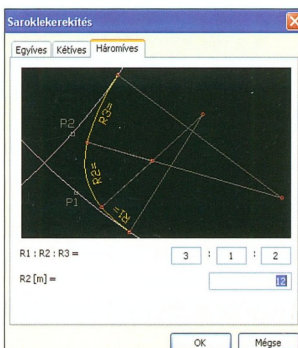 Saroklekerekítés
Egyíves Kétíves Háromíves
R3=
P2
R2=
P1
R1=
R1 : R2 : R3 = 3 : 1 : 2
R2 [m] = 12
OK Mégse